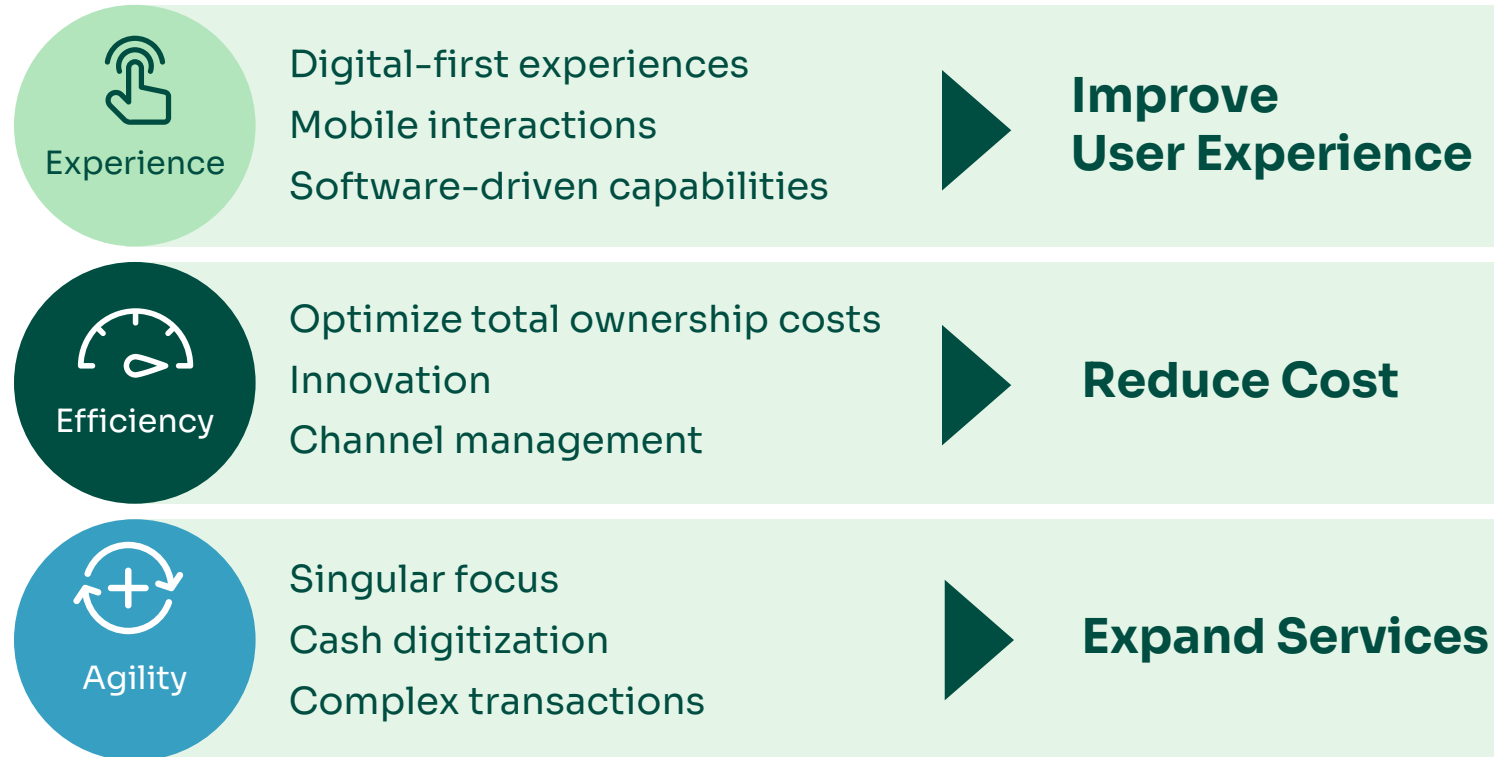 Experience
Digital-first experiences
Mobile interactions
Software-driven capabilities
Improve
User Experience
Efficiency
Optimize total ownership costs
Innovation
Channel management
Reduce Cost
Agility
Singular focus
Cash digitization
Complex transactions
Expand Services